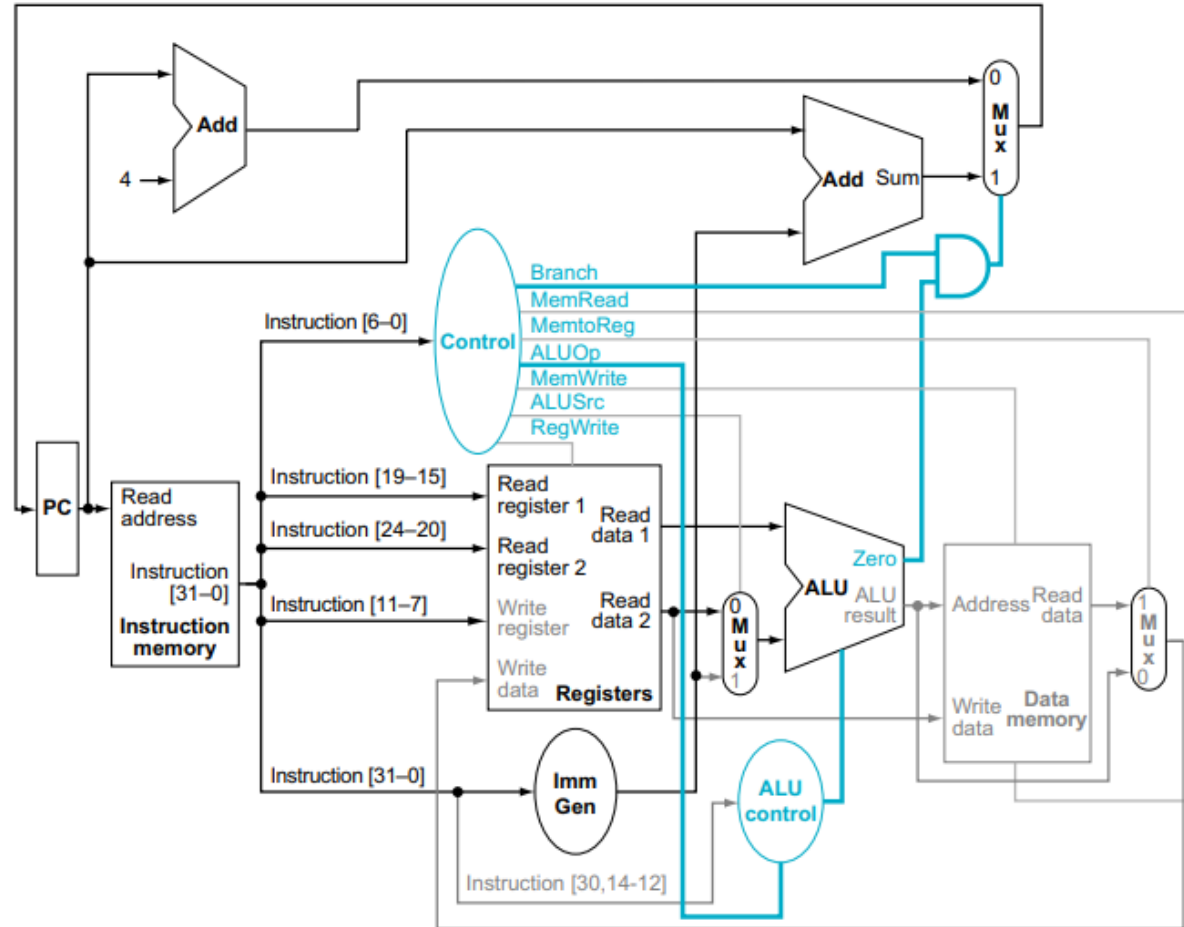 0
M
u
x
1
Add
4
Add Sum
Branch
MemRead
MemtoReg
ALUOp
MemWrite
ALUSrc
RegWrite
Control
Instruction [6–0]
PC
Read
address
Instruction
[31–0]
Instruction
memory
Instruction [19–15]
Instruction [24–20]
Instruction [11–7]
Instruction [31–0]
Instruction [30,14-12]
Read
register 1
Read
register 2
Write
register
Write
data
Read
data 1
Read
data 2
Registers
Imm
Gen
0
M
u
x
1
ALU
Zero
ALU
result
ALU
control
Address
Read
data
Write
data
Data
memory
1
M
u
x
0